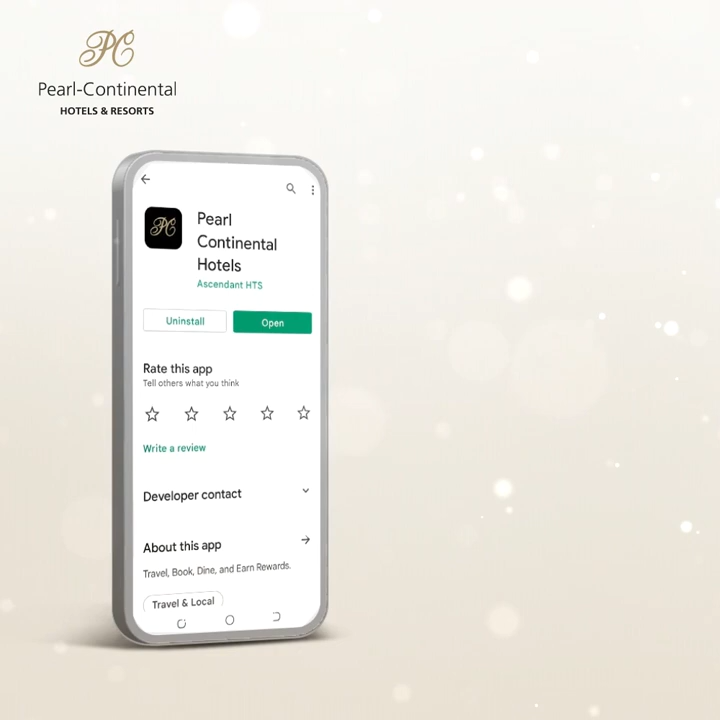 PC
Pearl-Continental
HOTELS & RESORTS
PC
Pearl
Continental
Hotels
Ascendant HTS
Uninstall
Open
Rate this app
Tell others what you think
Write a review
Developer contact
About this app
Travel, Book, Dine, and Earn Rewards.
Travel & Local